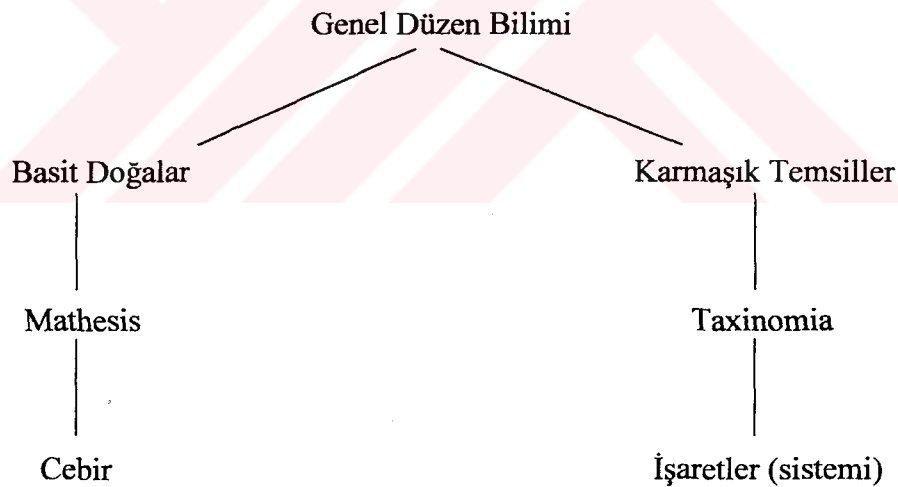 Genel Düzen Bilimi
Basit Doğalar Karmaşık Temsiller
Mathesis Taxinomia
Cebir İşaretler (sistemi)